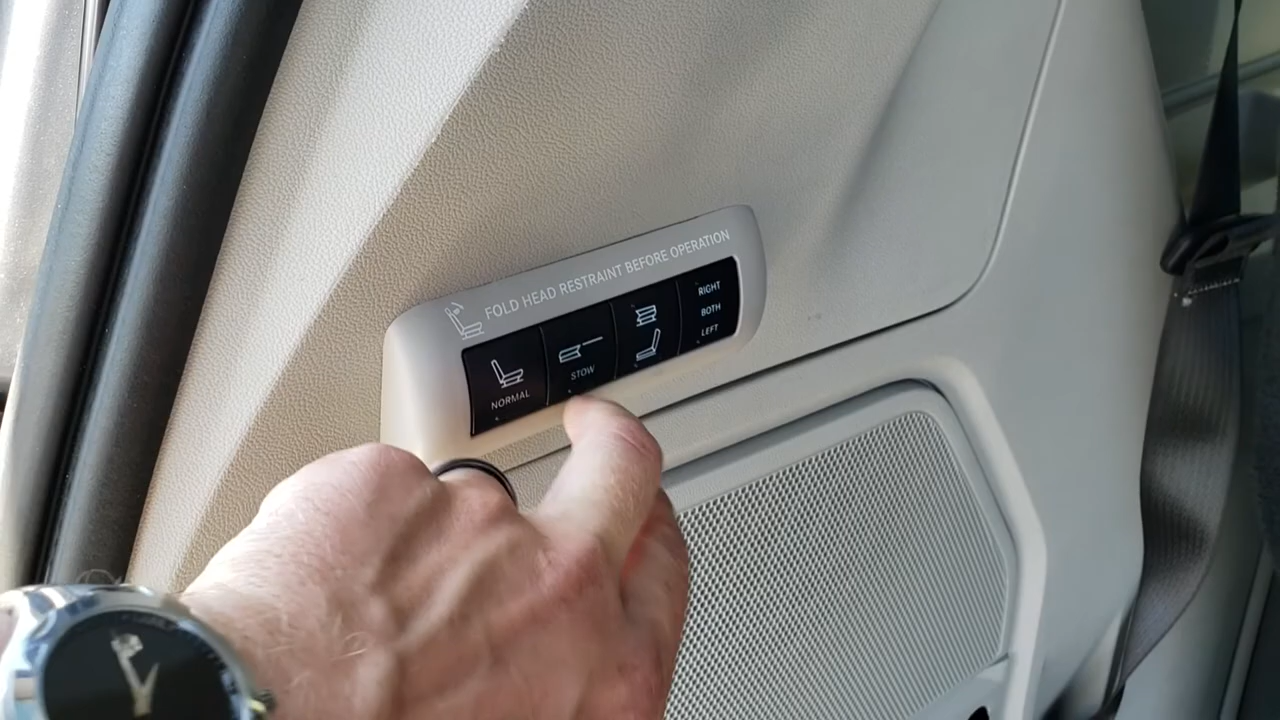 FOLD HEAD RESTRAINT BEFORE OPERATION
NORMAL
STOW
RIGHT
BOTH
LEFT